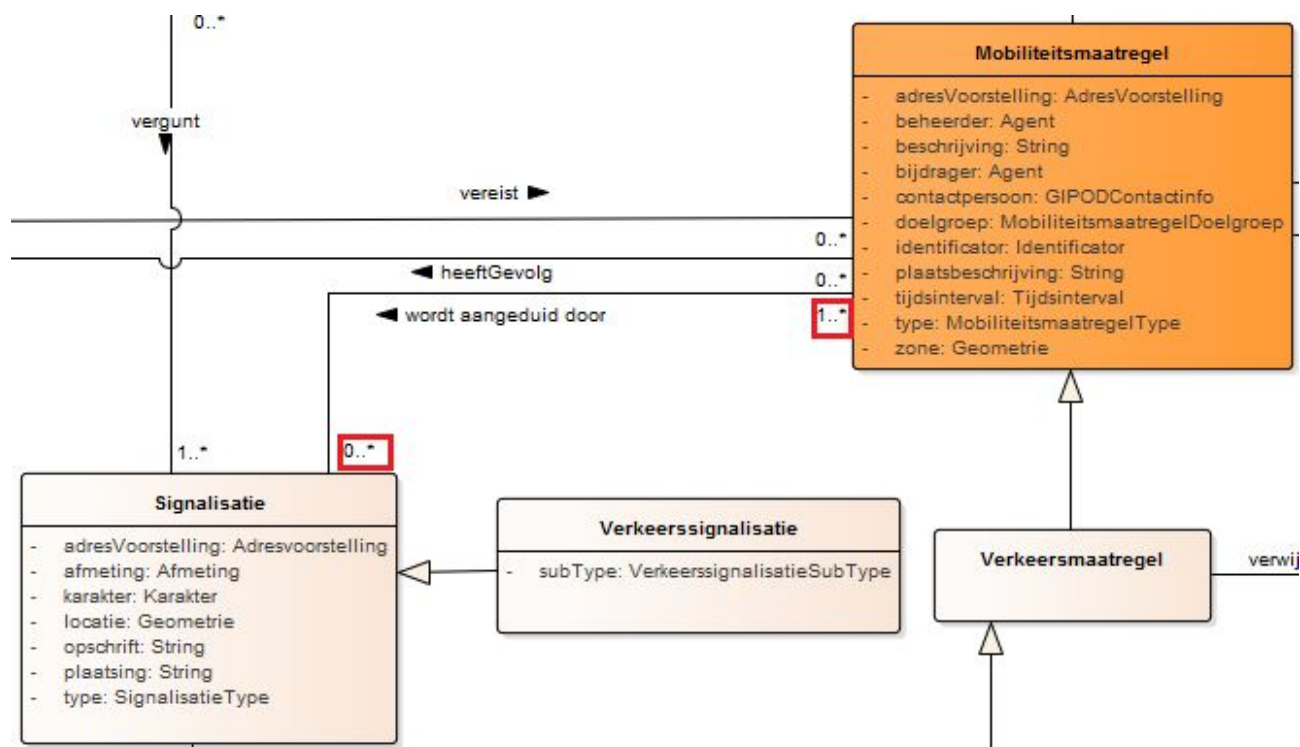 0..*
vergunt
vereist
0..*
heeftGevolg
0..*
wordt aangeduid door
1..*
Mobiliteitsmaatregel
- adresVoorstelling: AdresVoorstelling
- beheerder: Agent
- beschrijving: String
- bijdrager: Agent
- contactpersoon: GIPODContactinfo
- doelgroep: MobiliteitsmaatregelDoelgroep
- identificator: Identificator
- plaatsbeschrijving: String
- tijdsinterval: Tijdsinterval
- type: MobiliteitsmaatregelType
- zone: Geometrie
1..*
0..*
Signalisatie
- adresVoorstelling: Adresvoorstelling
- afmeting: Afmeting
- karakter: Karakter
- locatie: Geometrie
- opschrift: String
- plaatsing: String
- type: SignalisatieType
Verkeerssignalisatie
- subType: VerkeerssignalisatieSubType
Verkeersmaatregel
verwij